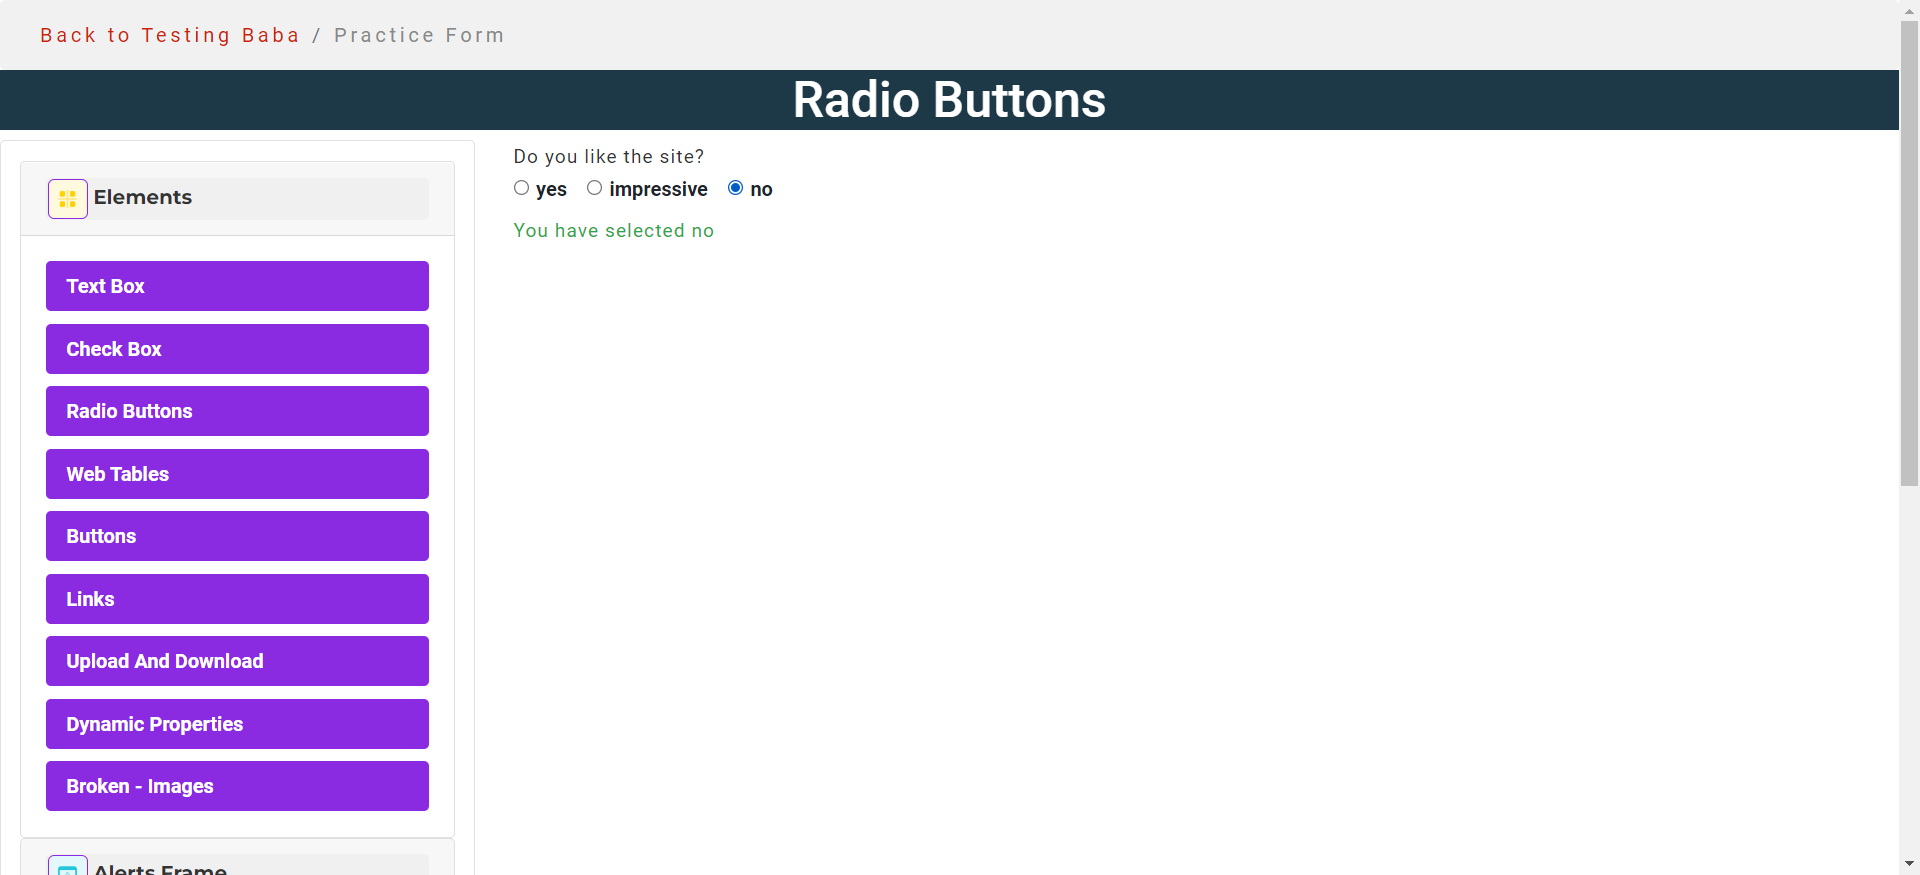 Back to Testing Baba / Practice Form
Radio Buttons
Elements
Text Box
Check Box
Radio Buttons
Web Tables
Buttons
Links
Upload And Download
Dynamic Properties
Broken - Images
Alerts Frame
Do you like the site?
yes impressive no
You have selected no